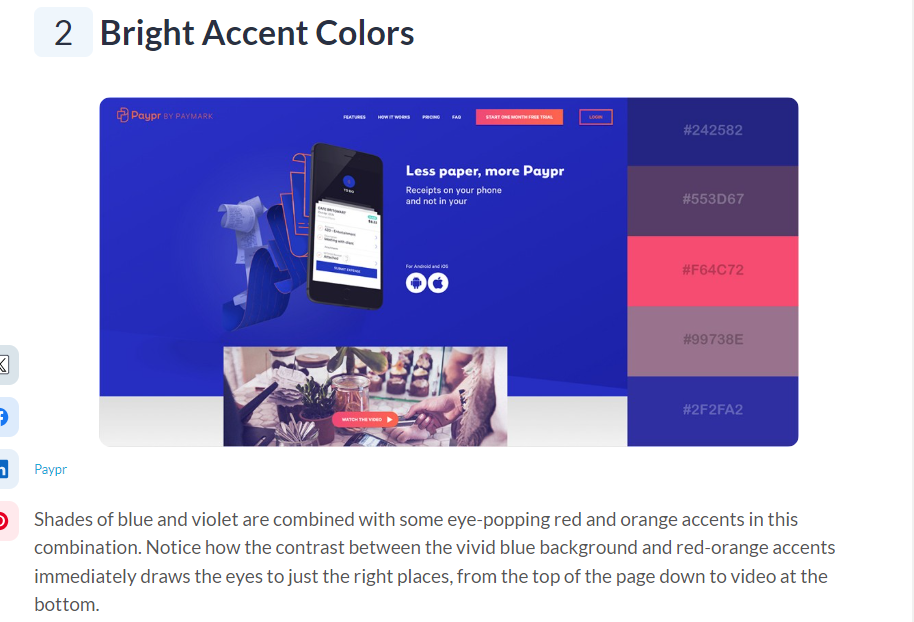 2 Bright Accent Colors
Paypr BY PAYMARK
FEATURES HOW IT WORKS PRICING FAQ START ONE MONTH FREE TRIAL LOGIN
#242582
Less paper, more Paypr
Receipts on your phone
and not in your
#553D67
#F64C72
For Android and iOS
SUBMIT EXPENSE
#99738E
#2F2FA2
WATCH THE VIDEO
Paypr
Shades of blue and violet are combined with some eye-popping red and orange accents in this
combination. Notice how the contrast between the vivid blue background and red-orange accents
immediately draws the eyes to just the right places, from the top of the page down to video at the
bottom.